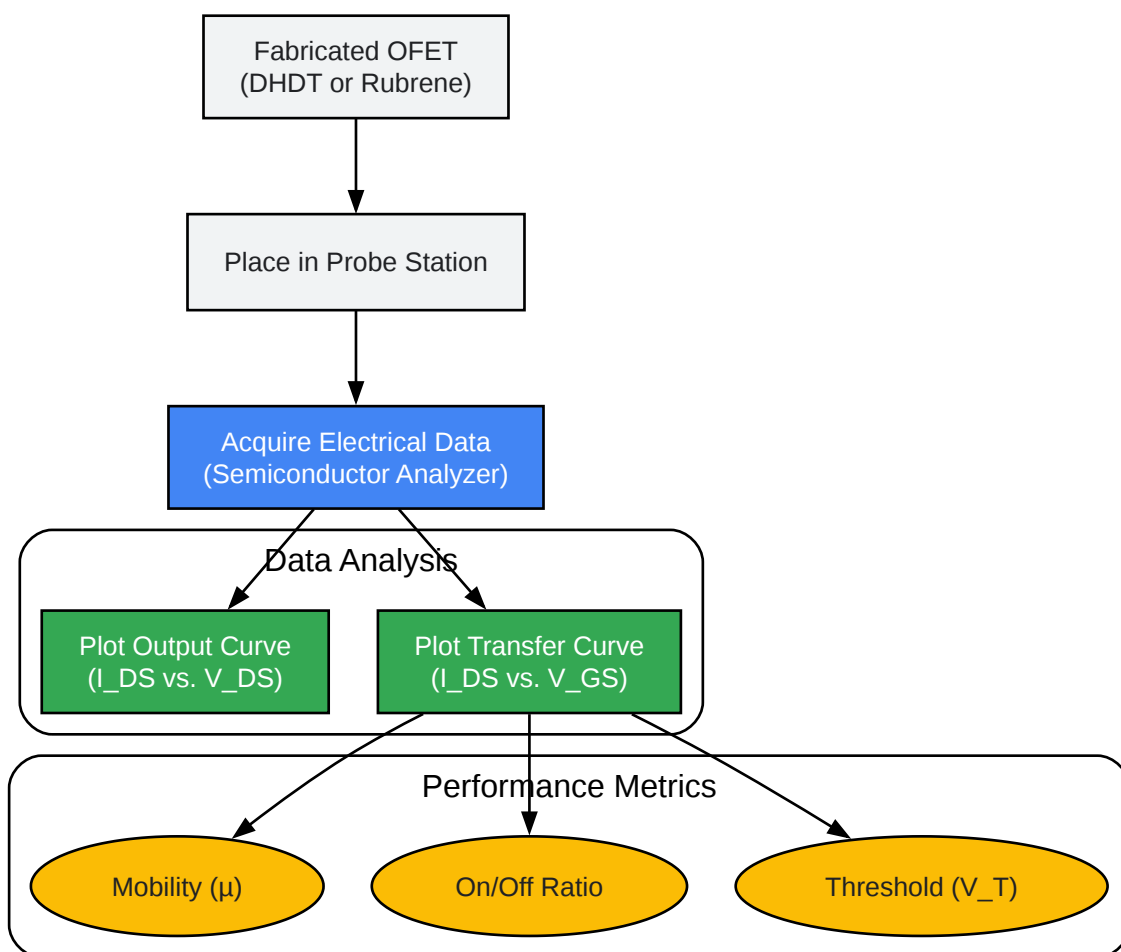 Fabricated OFET
(DHDT or Rubrene)
Place in Probe Station
Acquire Electrical Data
(Semiconductor Analyzer)
Data Analysis
Plot Output Curve
(I_DS vs. V_DS)
Plot Transfer Curve
(I_DS vs. V_GS)
Performance Metrics
Mobility (μ)
On/Off Ratio
Threshold (V_T)